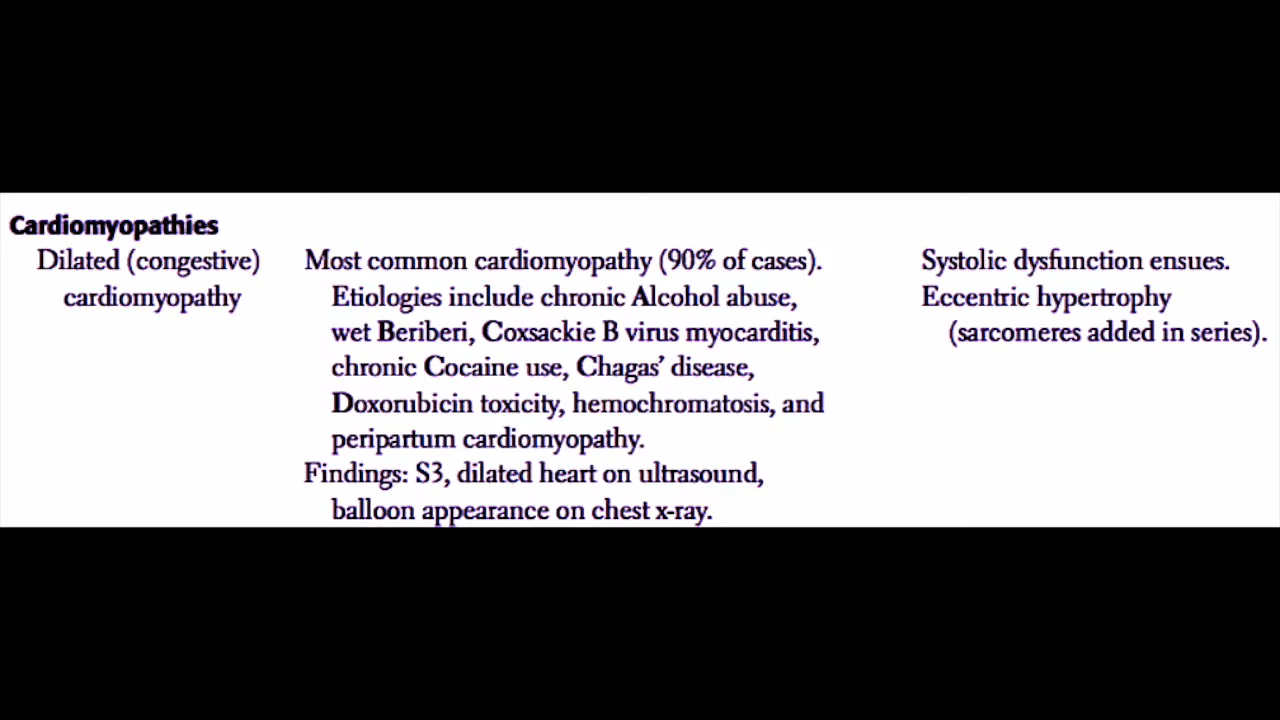 Cardiomyopathies
Dilated (congestive)
cardiomyopathy
Most common cardiomyopathy (90% of cases).
Etiologies include chronic Alcohol abuse,
wet Beriberi, Coxsackie B virus myocarditis,
chronic Cocaine use, Chagas’ disease,
Doxorubicin toxicity, hemochromatosis, and
peripartum cardiomyopathy.
Findings: S3, dilated heart on ultrasound,
balloon appearance on chest x-ray.
Systolic dysfunction ensues.
Eccentric hypertrophy
(sarcomeres added in series).